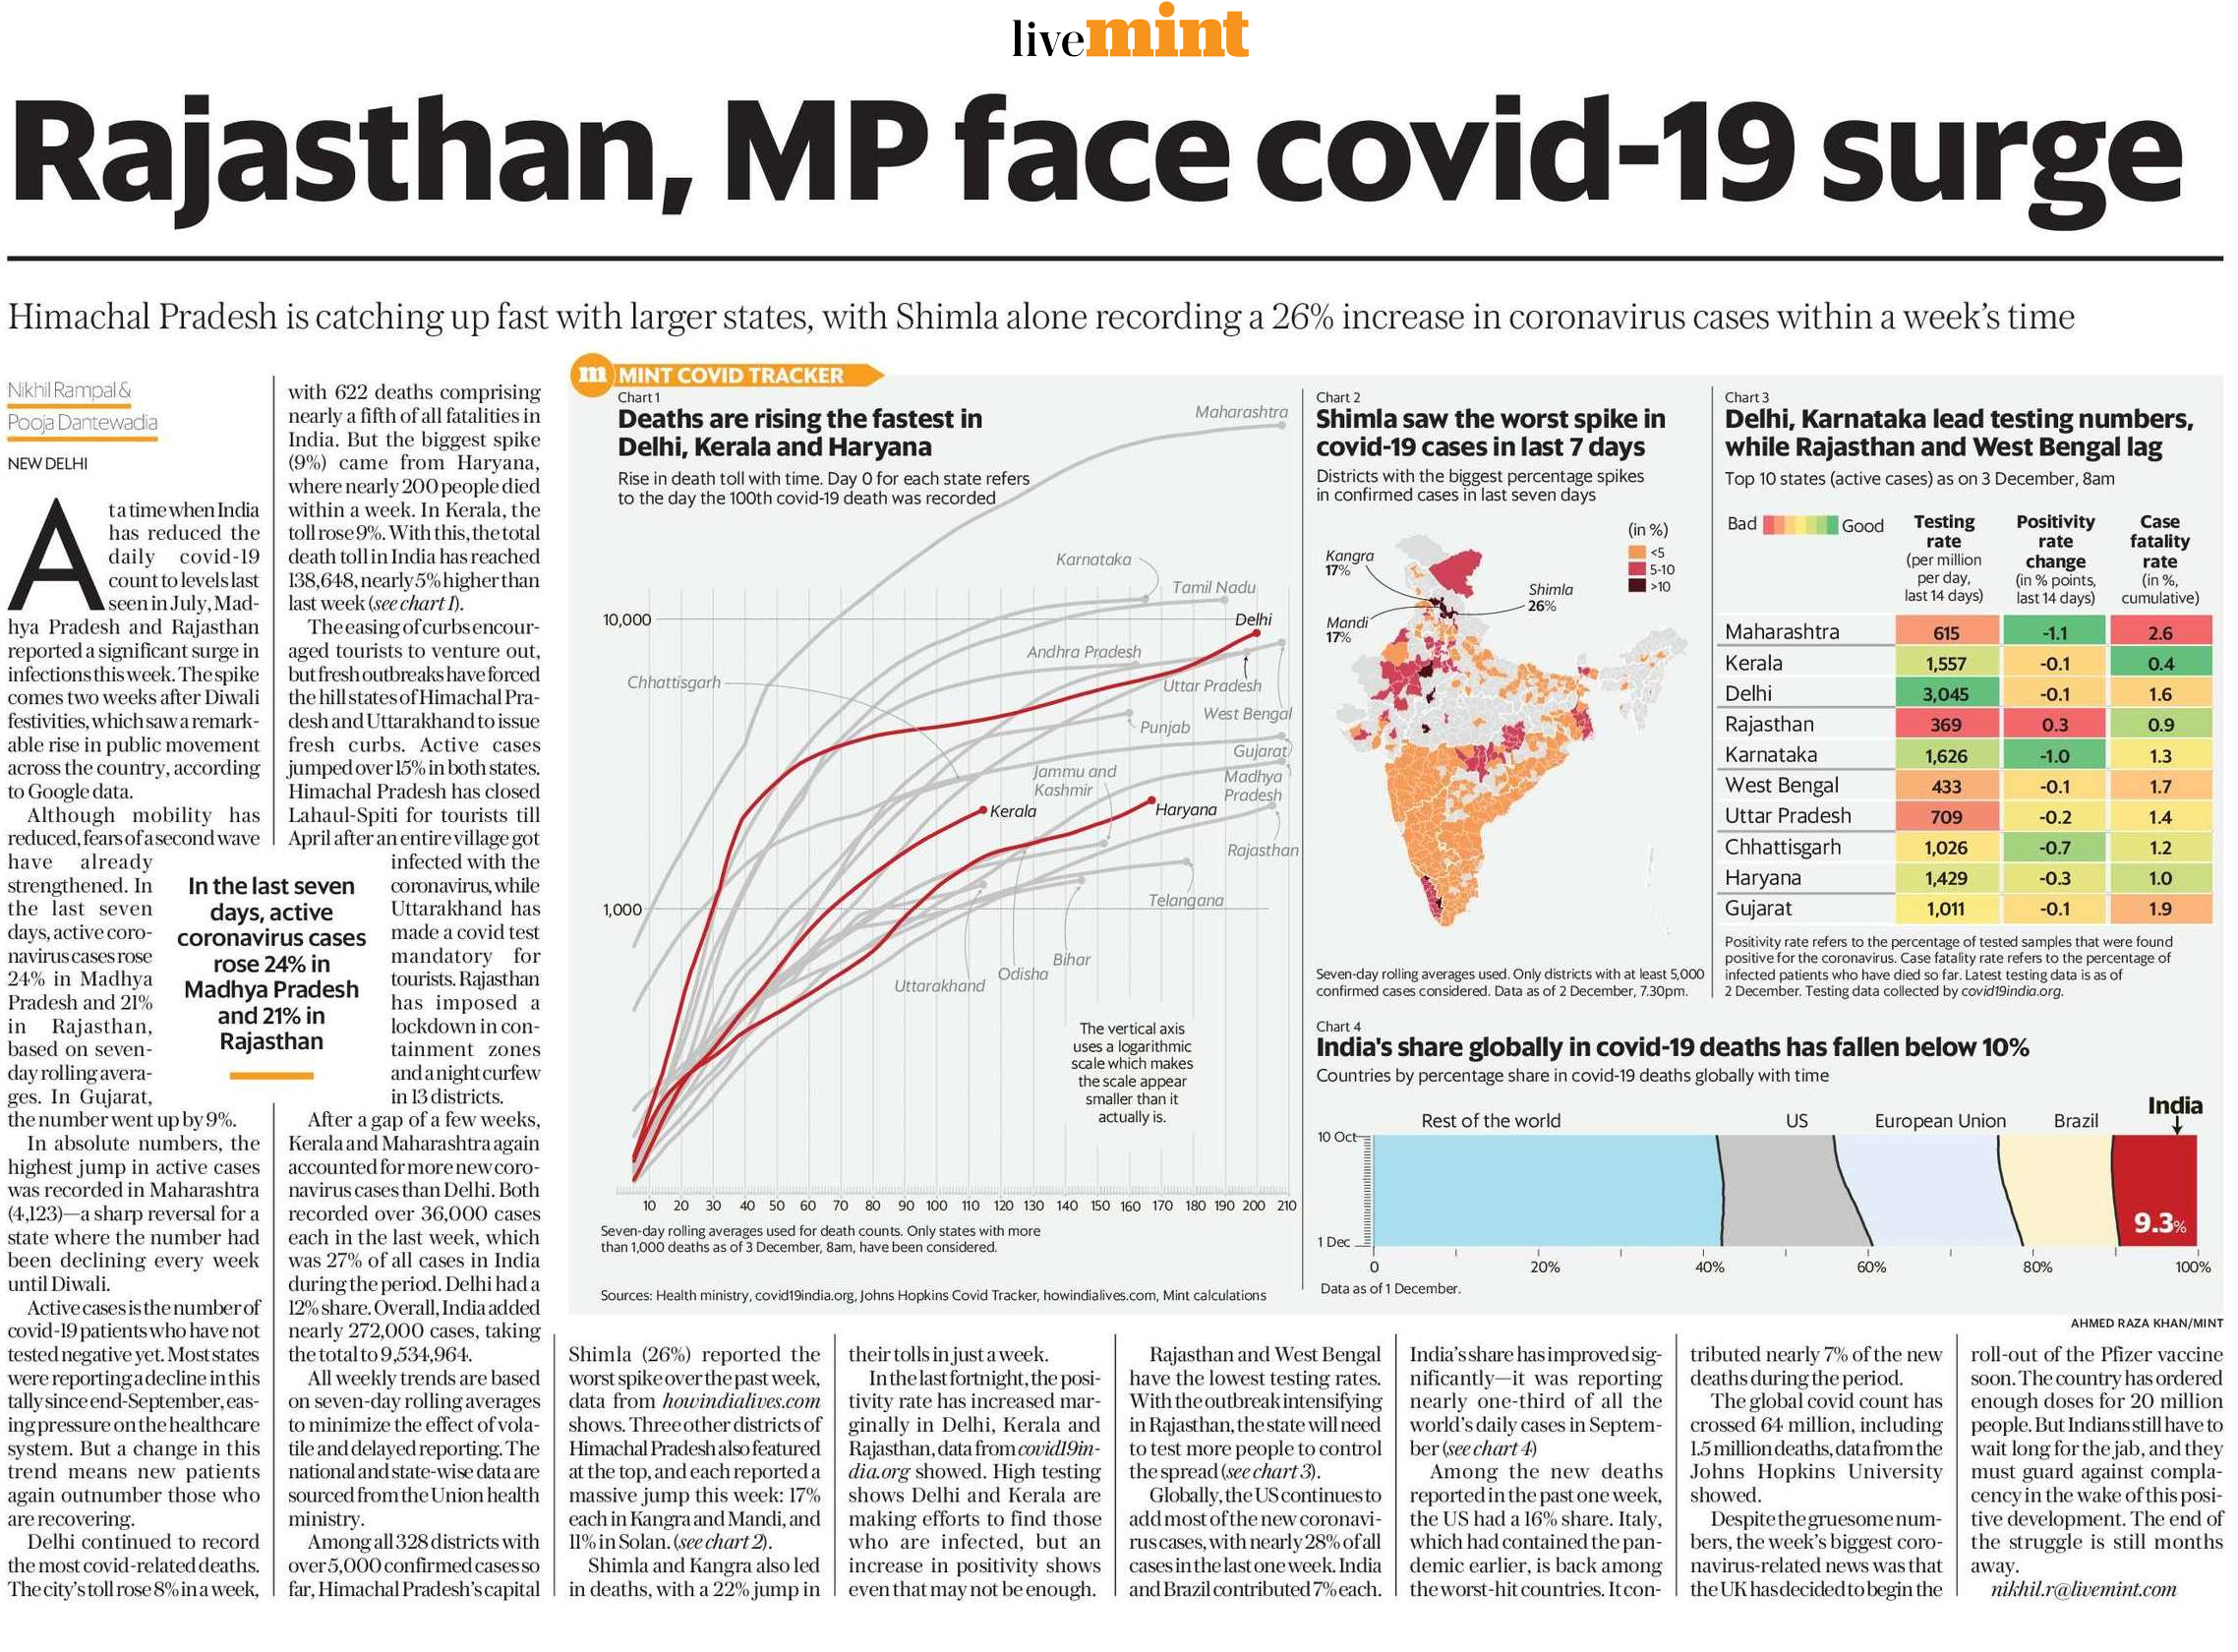 livemint
Rajasthan, MP face covid-19 surge
Himachal Pradesh is catching up fast with larger states, with Shimla alone recording a 26% increase in coronavirus cases within a week's time
Nikhil Rampal &
Pooja Dantewadia
NEW DELHI
At a time when India
has reduced the
daily covid-19
count to levels last
seen in July, Mad-
hya Pradesh and Rajasthan
reported a significant surge in
infections this week. The spike
comes two weeks after Diwali
festivities, which saw a remark-
able rise in public movement
across the country, according
to Google data.
Although mobility has
reduced, fears of a second wave
have already
strengthened. In
the last seven
days, active coro-
navirus cases rose
24% in Madhya
Pradesh and 21%
in Rajasthan,
based on seven-
day rolling avera-
ges. In Gujarat,
the number went up by 9%.
In absolute numbers, the
highest jump in active cases
was recorded in Maharashtra
(4,123)—a sharp reversal for a
state where the number had
been declining every week
until Diwali.
Active cases is the number of
covid-19 patients who have not
tested negative yet. Most states
were reporting a decline in this
tally since end-September, eas-
ing pressure on the healthcare
system. But a change in this
trend means new patients
again outnumber those who
are recovering.
Delhi continued to record
the most covid-related deaths.
The city's toll rose 8% in a week,
In the last seven
days, active
coronavirus cases
rose 24% in
Madhya Pradesh
and 21% in
Rajasthan
with 622 deaths comprising
nearly a fifth of all fatalities in
India. But the biggest spike
(9%) came from Haryana,
where nearly 200 people died
within a week. In Kerala, the
toll rose 9%. With this, the total
death toll in India has reached
138,648, nearly 5% higher than
last week (see chart 1).
The easing of curbs encour-
aged tourists to venture out,
but fresh outbreaks have forced
the hill states of Himachal Pra-
desh and Uttarakhand to issue
fresh curbs. Active cases
jumped over 15% in both states.
Himachal Pradesh has closed
Lahaul-Spiti for tourists till
April after an entire village got
infected with the
coronavirus, while
Uttarakhand has
made a covid test
mandatory for
tourists. Rajasthan
has imposed a
lockdown in con-
tainment zones
and a night curfew
in 13 districts.
After a gap of a few weeks,
Kerala and Maharashtra again
accounted for more new coro-
navirus cases than Delhi. Both
recorded over 36,000 cases
each in the last week, which
was 27% of all cases in India
during the period. Delhi had a
12% share. Overall, India added
nearly 272,000 cases, taking
the total to 9,534,964.
All weekly trends are based
on seven-day rolling averages
to minimize the effect of vola-
tile and delayed reporting. The
national and state-wise data are
sourced from the Union health
ministry.
Among all 328 districts with
over 5,000 confirmed cases so
far, Himachal Pradesh's capital
m MINT COVID TRACKER
Chart 1
Deaths are rising the fastest in
Delhi, Kerala and Haryana
Rise in death toll with time. Day 0 for each state refers
to the day the 100th covid-19 death was recorded
Maharashtra
Karnataka
Tamil Nadu
10,000
Delhi
Andhra Pradesh
Chhattisgarh
Uttar Pradesh
West Bengal
Punjab
Gujarat
Jammu and
Kashmir
Madhya
Pradesh
Kerala
Haryana
Rajasthan
Telangana
1,000
Bihar
Odisha
Uttarakhand
The vertical axis
uses a logarithmic
scale which makes
the scale appear
smaller than it
actually is.
10 20 30 40 50 60 70 80 90 100 110 120 130 140 150 160 170 180 190 200 210
Seven-day rolling averages used for death counts. Only states with more
than 1,000 deaths as of 3 December, 8am, have been considered.
Sources: Health ministry, covid19india.org, Johns Hopkins Covid Tracker, howindialives.com, Mint calculations
Chart 2
Shimla saw the worst spike in
covid-19 cases in last 7 days
Districts with the biggest percentage spikes
in confirmed cases in last seven days
(in %)
<5
5-10
>10
Kangra
17%
Shimla
26%
Mandi
17%
Seven-day rolling averages used. Only districts with at least 5,000
confirmed cases considered. Data as of 2 December, 7.30pm.
Chart 3
Delhi, Karnataka lead testing numbers,
while Rajasthan and West Bengal lag
Top 10 states (active cases) as on 3 December, 8am
Bad Good
Testing rate (per million per day, last 14 days)
Positivity rate change (in % points, last 14 days)
Case fatality rate (in %, cumulative)
Maharashtra 615 -1.1 2.6
Kerala 1,557 -0.1 0.4
Delhi 3,045 -0.1 1.6
Rajasthan 369 0.3 0.9
Karnataka 1,626 -1.0 1.3
West Bengal 433 -0.1 1.7
Uttar Pradesh 709 -0.2 1.4
Chhattisgarh 1,026 -0.7 1.2
Haryana 1,429 -0.3 1.0
Gujarat 1,011 -0.1 1.9
Positivity rate refers to the percentage of tested samples that were found
positive for the coronavirus. Case fatality rate refers to the percentage of
infected patients who have died so far. Latest testing data is as of
2 December. Testing data collected by covid19india.org.
Chart 4
India's share globally in covid-19 deaths has fallen below 10%
Countries by percentage share in covid-19 deaths globally with time
Rest of the world US European Union Brazil India
10 Oct
9.3%
1 Dec
0 20% 40% 60% 80% 100%
Data as of 1 December.
AHMED RAZA KHAN/MINT
Shimla (26%) reported the
worst spike over the past week,
data from howindialives.com
shows. Three other districts of
Himachal Pradesh also featured
at the top, and each reported a
massive jump this week: 17%
each in Kangra and Mandi, and
11% in Solan. (see chart 2).
Shimla and Kangra also led
in deaths, with a 22% jump in
their tolls in just a week.
In the last fortnight, the posi-
tivity rate has increased mar-
ginally in Delhi, Kerala and
Rajasthan, data from covid19in-
dia.org showed. High testing
shows Delhi and Kerala are
making efforts to find those
who are infected, but an
increase in positivity shows
even that may not be enough.
Rajasthan and West Bengal
have the lowest testing rates.
With the outbreak intensifying
in Rajasthan, the state will need
to test more people to control
the spread (see chart 3).
Globally, the US continues to
add most of the new coronavi-
rus cases, with nearly 28% of all
cases in the last one week. India
and Brazil contributed 7% each.
India's share has improved sig-
nificantly—it was reporting
nearly one-third of all the
world's daily cases in Septem-
ber (see chart 4)
Among the new deaths
reported in the past one week,
the US had a 16% share. Italy,
which had contained the pan-
demic earlier, is back among
the worst-hit countries. It con-
tributed nearly 7% of the new
deaths during the period.
The global covid count has
crossed 64 million, including
1.5 million deaths, data from the
Johns Hopkins University
showed.
Despite the gruesome num-
bers, the week's biggest coro-
navirus-related news was that
the UK has decided to begin the
roll-out of the Pfizer vaccine
soon. The country has ordered
enough doses for 20 million
people. But Indians still have to
wait long for the jab, and they
must guard against compla-
cency in the wake of this posi-
tive development. The end of
the struggle is still months
away.
nikhil.r@livemint.com